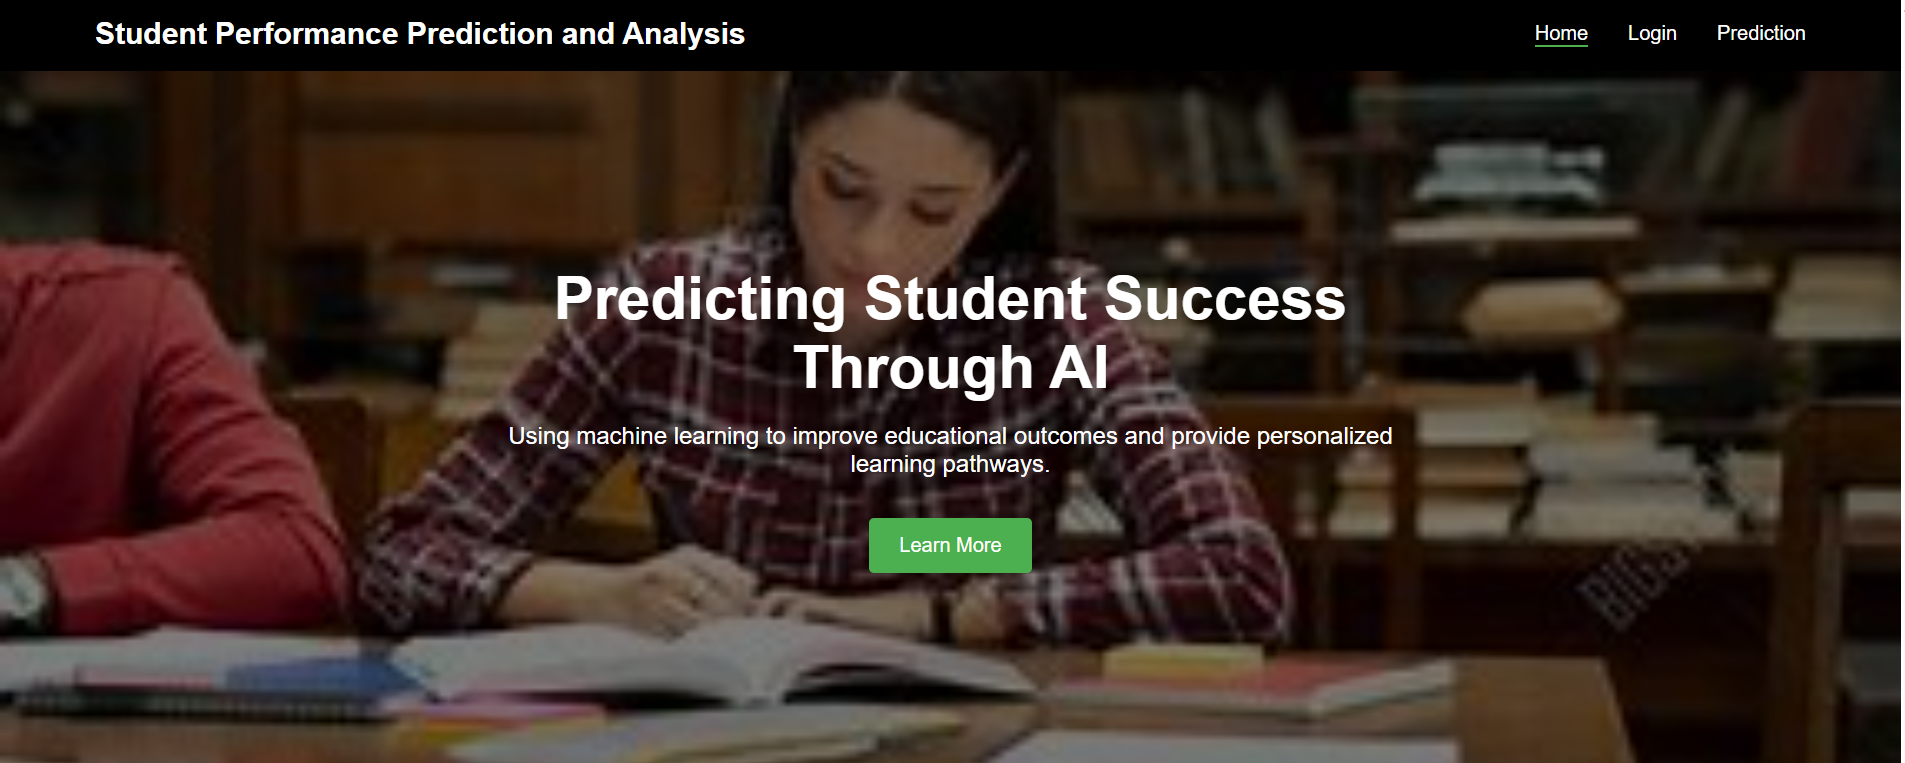 Student Performance Prediction and Analysis
Home Login Prediction
Predicting Student Success
Through AI
Using machine learning to improve educational outcomes and provide personalized
learning pathways.
Learn More